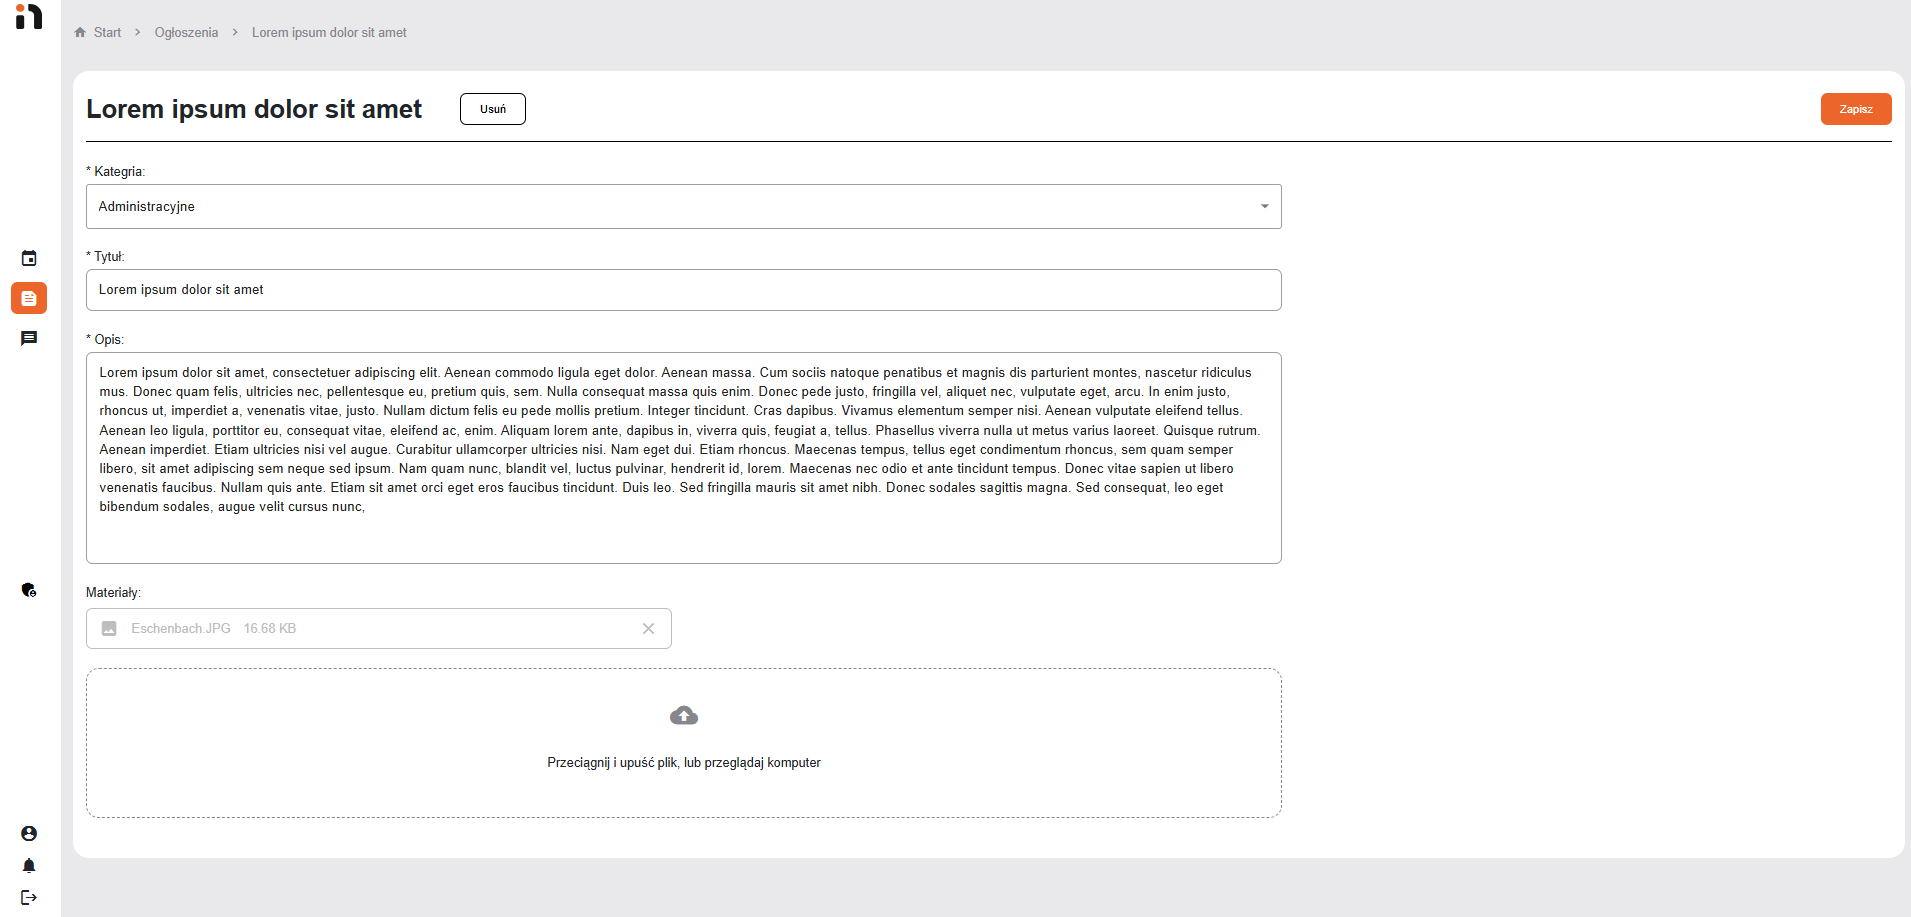 Start > Ogłoszenia > Lorem ipsum dolor sit amet
Lorem ipsum dolor sit amet
Usuń
Zapisz
* Kategria:
Administracyjne
* Tytuł:
Lorem ipsum dolor sit amet
* Opis:
Lorem ipsum dolor sit amet, consectetuer adipiscing elit. Aenean commodo ligula eget dolor. Aenean massa. Cum sociis natoque penatibus et magnis dis parturient montes, nascetur ridiculus
mus. Donec quam felis, ultricies nec, pellentesque eu, pretium quis, sem. Nulla consequat massa quis enim. Donec pede justo, fringilla vel, aliquet nec, vulputate eget, arcu. In enim justo,
rhoncus ut, imperdiet a, venenatis vitae, justo. Nullam dictum felis eu pede mollis pretium. Integer tincidunt. Cras dapibus. Vivamus elementum semper nisi. Aenean vulputate eleifend tellus.
Aenean leo ligula, porttitor eu, consequat vitae, eleifend ac, enim. Aliquam lorem ante, dapibus in, viverra quis, feugiat a, tellus. Phasellus viverra nulla ut metus varius laoreet. Quisque rutrum.
Aenean imperdiet. Etiam ultricies nisi vel augue. Curabitur ullamcorper ultricies nisi. Nam eget dui. Etiam rhoncus. Maecenas tempus, tellus eget condimentum rhoncus, sem quam semper
libero, sit amet adipiscing sem neque sed ipsum. Nam quam nunc, blandit vel, luctus pulvinar, hendrerit id, lorem. Maecenas nec odio et ante tincidunt tempus. Donec vitae sapien ut libero
venenatis faucibus. Nullam quis ante. Etiam sit amet orci eget eros faucibus tincidunt. Duis leo. Sed fringilla mauris sit amet nibh. Donec sodales sagittis magna. Sed consequat, leo eget
bibendum sodales, augue velit cursus nunc,
Materiały:
Eschenbach.JPG 16.68 KB
Przeciągnij i upuść plik, lub przeglądaj komputer